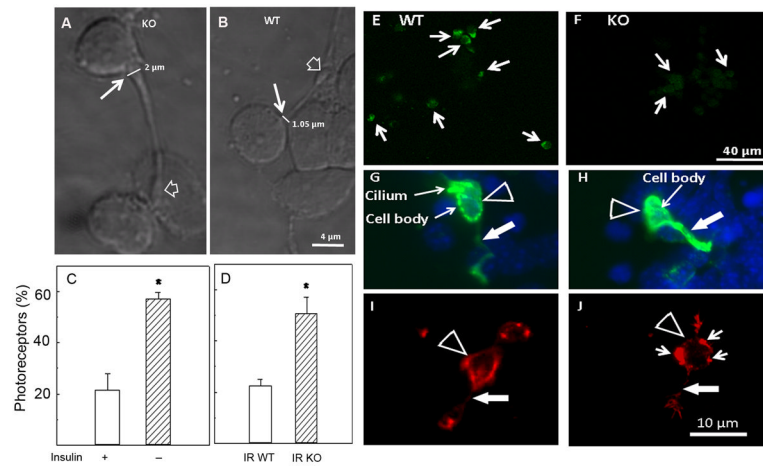 A KO
2 µm
B WT
1.05 µm
4 µm
E WT
F KO
40 µm
G
Cilium
Cell body
H Cell body
I
J
10 µm
C
D
Photoreceptors (%)
60
40
20
*
*
Insulin + –
IR WT IR KO